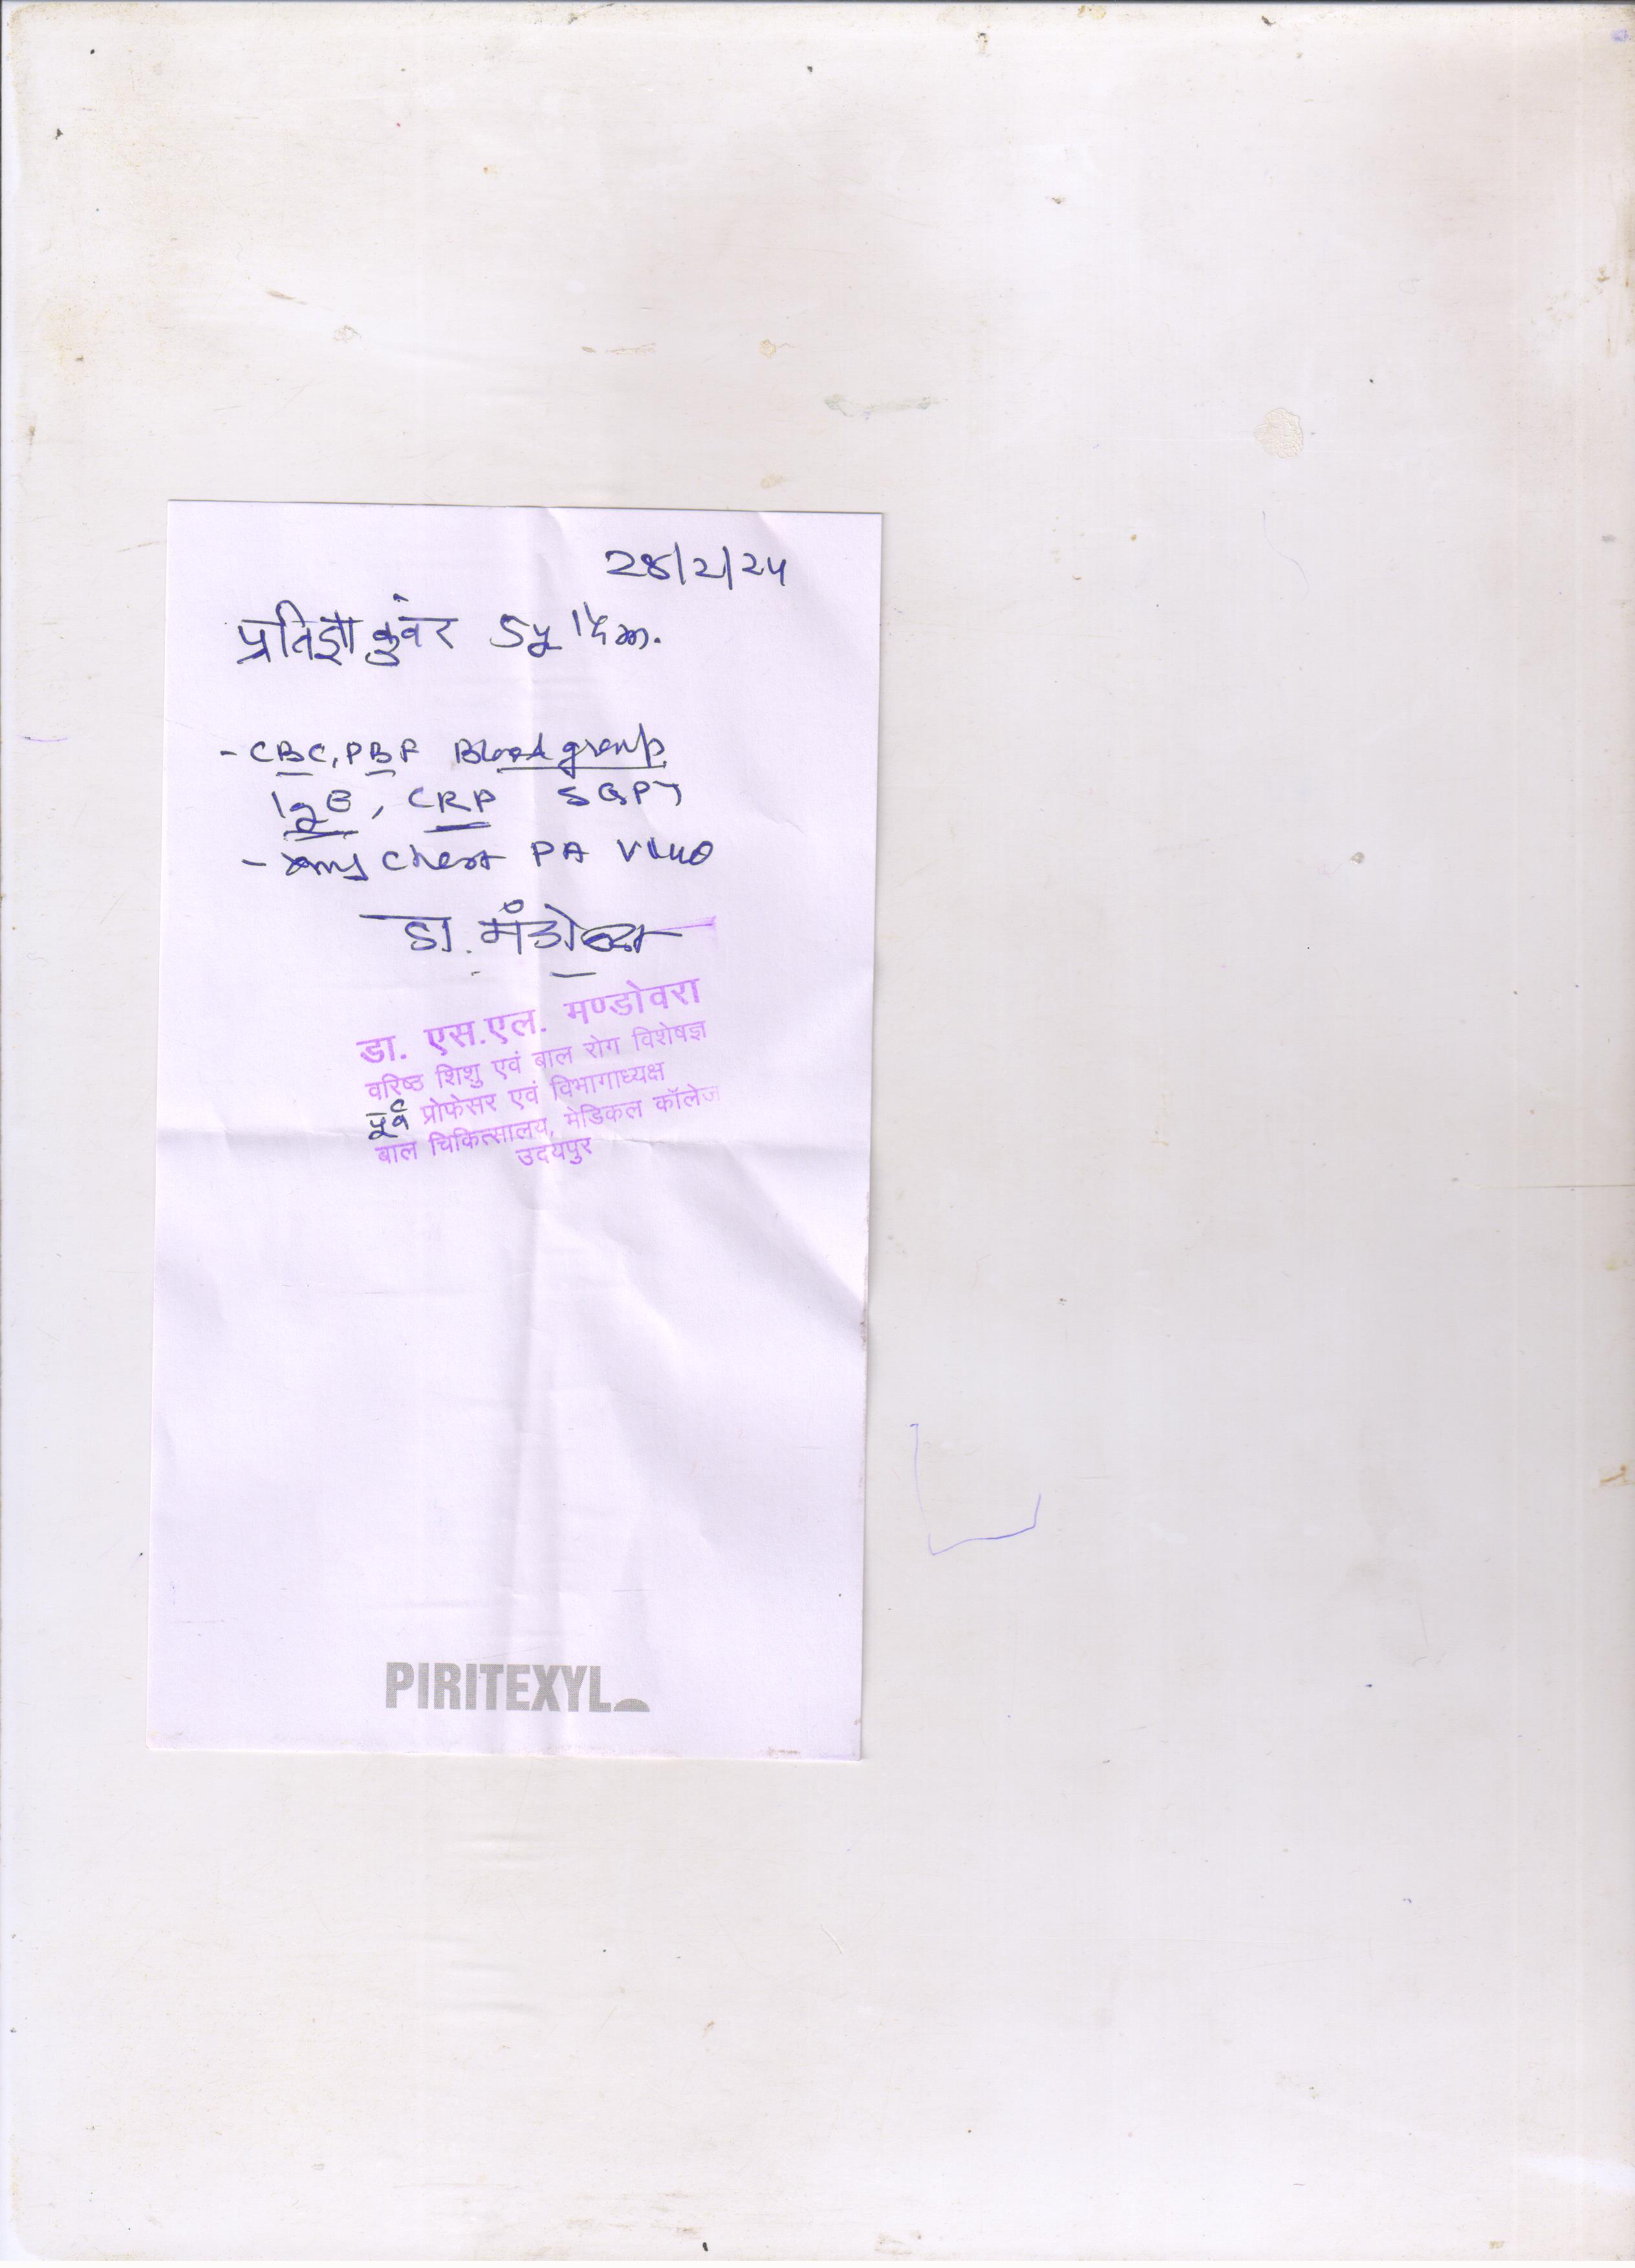 28/2/24
प्रतिज्ञा कुंवर 5y
- CBC, PBF Blood group
IgE, CRP SGPT
- Xray Chest PA View
डा. मंडोवरा
डा. एस.एल. मण्डोवरा
वरिष्ठ शिशु एवं बाल रोग विशेषज्ञ
पूर्व प्रोफेसर एवं विभागाध्यक्ष
बाल चिकित्सालय, मेडिकल कॉलेज
उदयपुर
PIRITEXYL